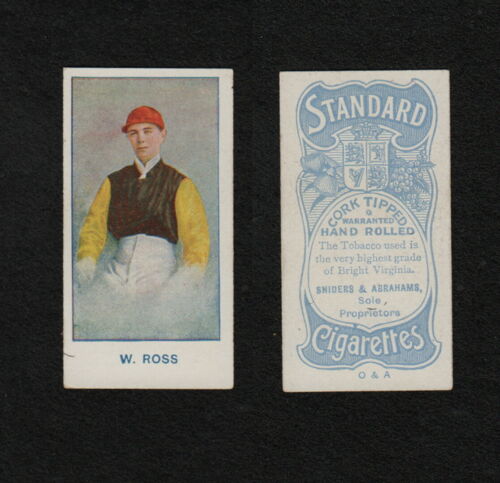 W. ROSS
STANDARD
CORK TIPPED
&
WARRANTED
HAND ROLLED
The Tobacco used is
the very highest grade
of Bright Virginia.
SNIDERS & ABRAHAMS,
Sole,
Proprietors
Cigarettes
O & A